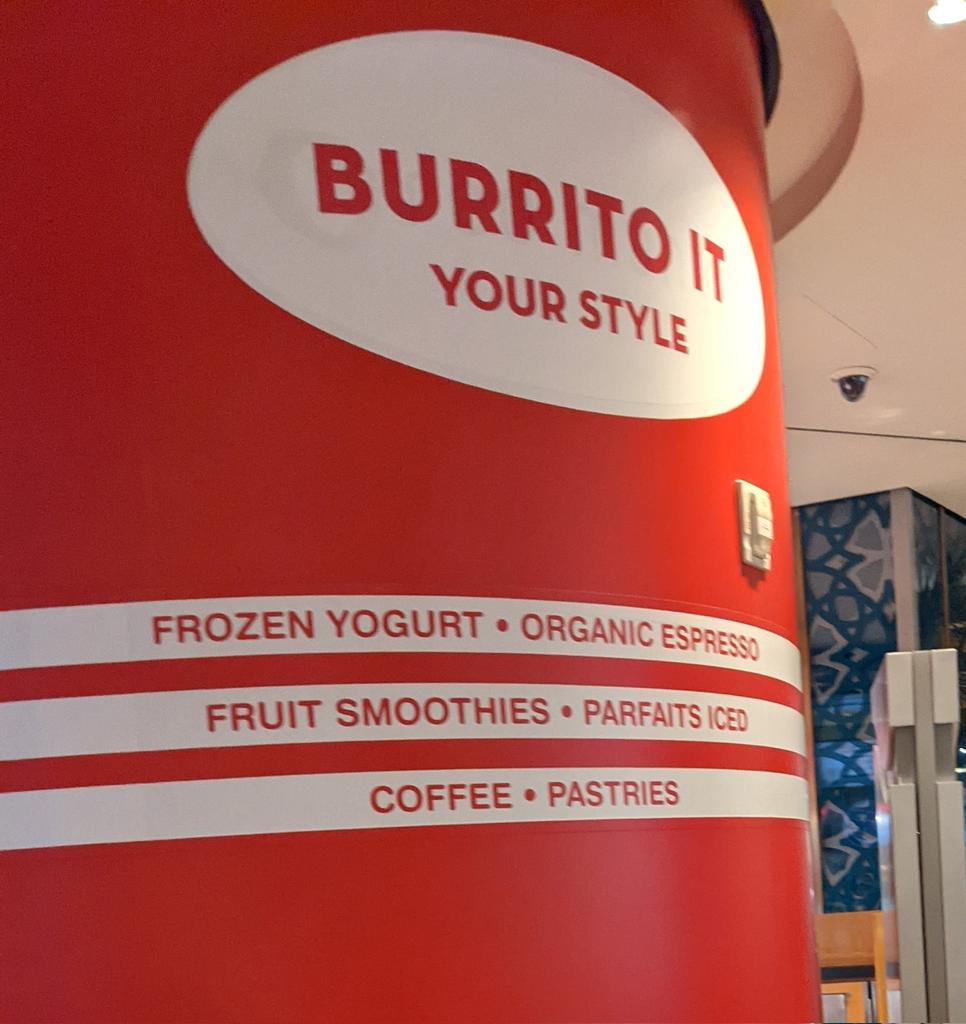 BURRITO IT
YOUR STYLE
FROZEN YOGURT • ORGANIC ESPRESSO
FRUIT SMOOTHIES • PARFAITS ICED
COFFEE • PASTRIES